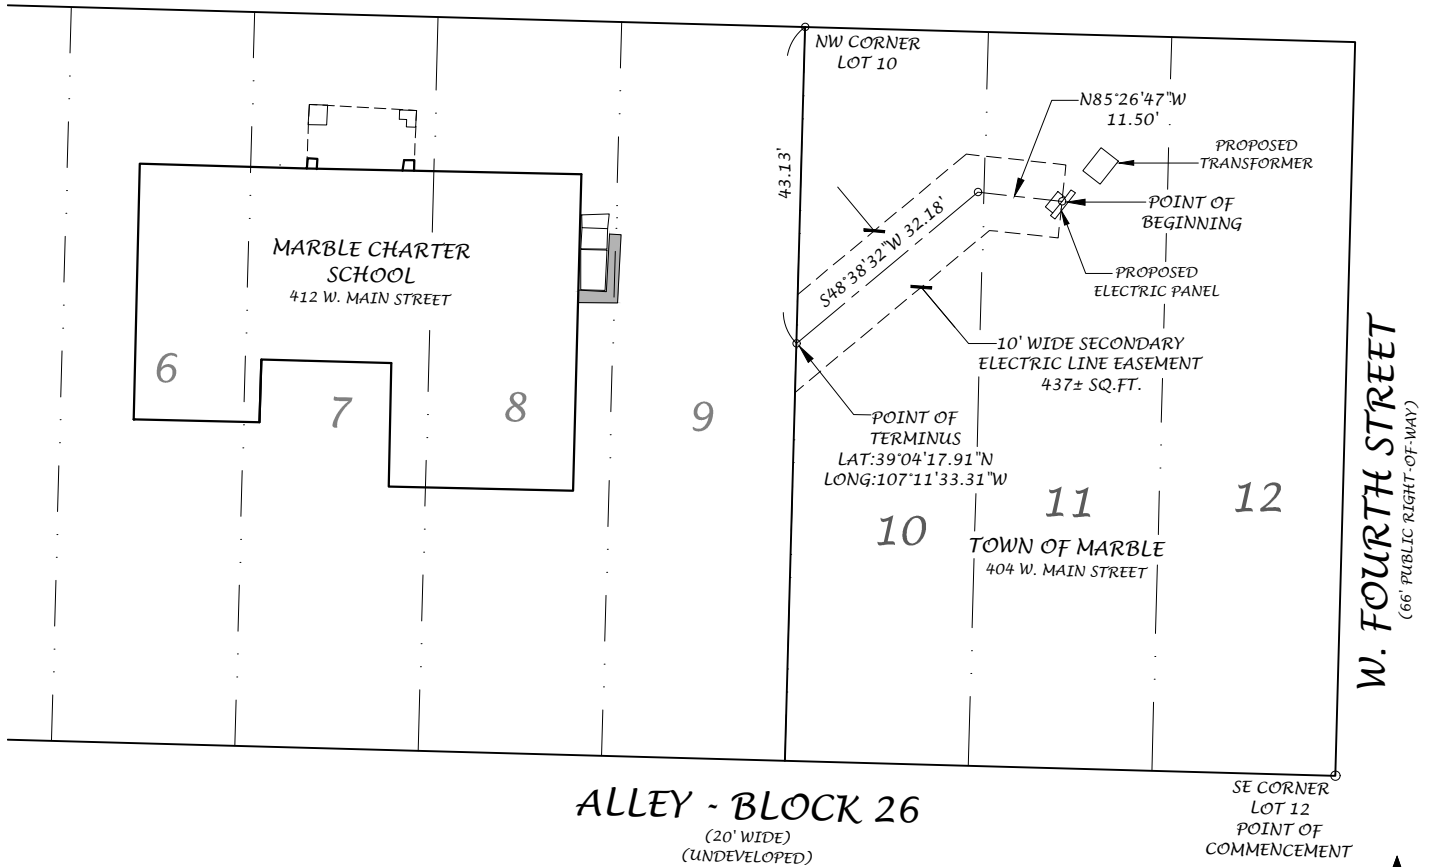 NW CORNER
LOT 10
N85°26'47"W
11.50'
PROPOSED
TRANSFORMER
43.13'
POINT OF
BEGINNING
S48°38'32"W 32.18'
MARBLE CHARTER
SCHOOL
412 W. MAIN STREET
PROPOSED
ELECTRIC PANEL
10' WIDE SECONDARY
ELECTRIC LINE EASEMENT
437± SQ.FT.
6
7
8
9
POINT OF
TERMINUS
LAT:39°04'17.91"N
LONG:107°11'33.31"W
10
11
12
TOWN OF MARBLE
404 W. MAIN STREET
W. FOURTH STREET
(66' PUBLIC RIGHT-OF-WAY)
ALLEY - BLOCK 26
(20' WIDE)
(UNDEVELOPED)
SE CORNER
LOT 12
POINT OF
COMMENCEMENT